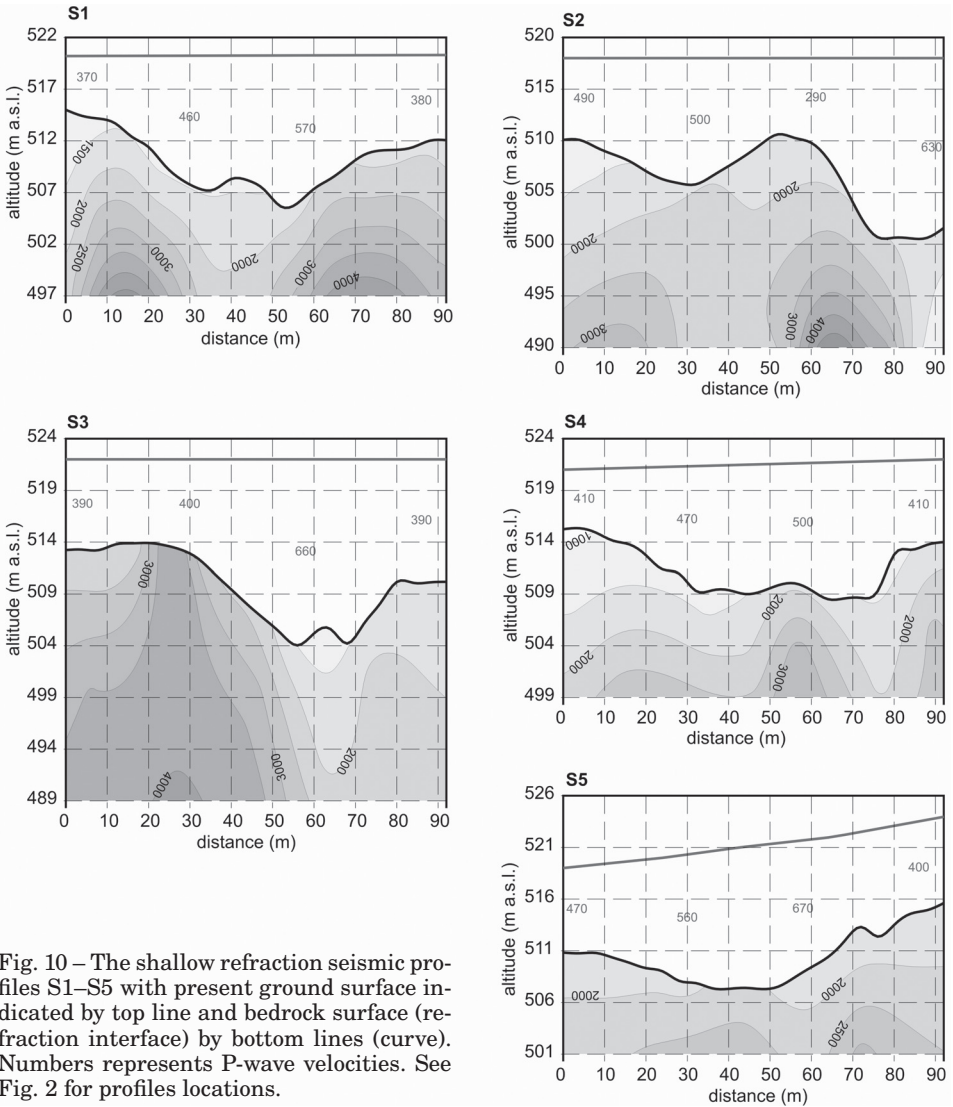 S1
522
517
512
507
502
497
altitude (m a.s.l.)
370
460
570
380
1500
2000
2500
3000
2000
3000
4000
0 10 20 30 40 50 60 70 80 90
distance (m)
S2
520
515
510
505
500
495
490
altitude (m a.s.l.)
490
500
290
630
2000
2000
3000
3000
4000
0 10 20 30 40 50 60 70 80 90
distance (m)
S3
524
519
514
509
504
499
494
489
altitude (m a.s.l.)
390
400
660
390
3000
4000
3000
2000
0 10 20 30 40 50 60 70 80 90
distance (m)
S4
524
519
514
509
504
499
altitude (m a.s.l.)
410
470
500
410
1000
2000
2000
3000
2000
0 10 20 30 40 50 60 70 80 90
distance (m)
S5
526
521
516
511
506
501
altitude (m a.s.l.)
470
560
670
400
2000
2000
2500
0 10 20 30 40 50 60 70 80 90
distance (m)
Fig. 10 – The shallow refraction seismic pro-
files S1–S5 with present ground surface in-
dicated by top line and bedrock surface (re-
fraction interface) by bottom lines (curve).
Numbers represents P-wave velocities. See
Fig. 2 for profiles locations.